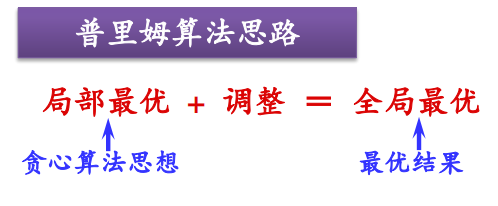 普里姆算法思路
局部最优 + 调整 = 全局最优
贪心算法思想 最优结果